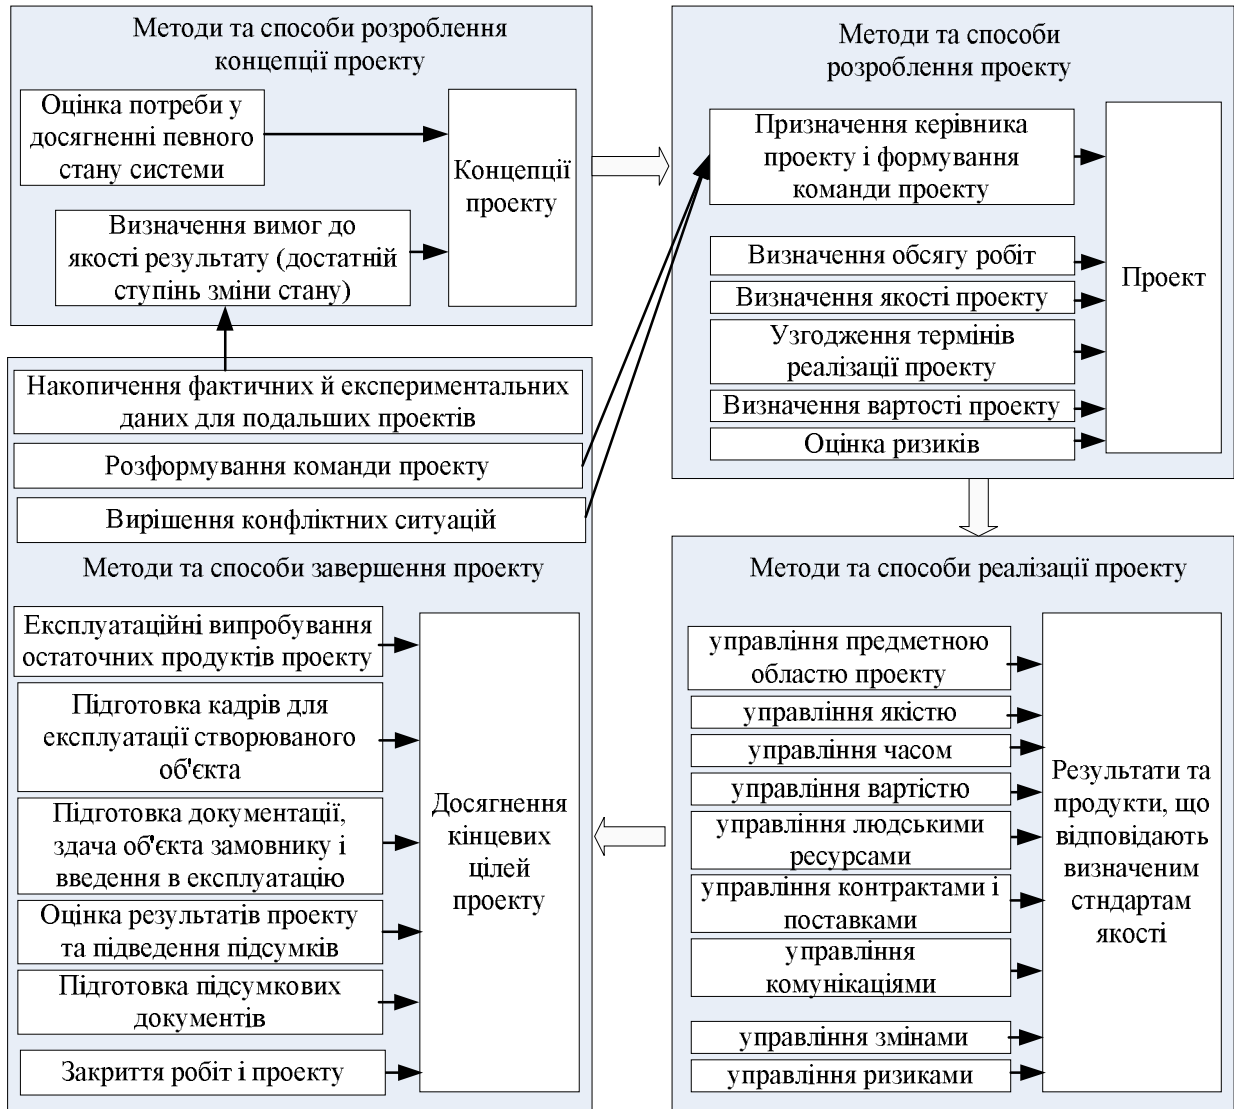 Методи та способи розроблення
концепції проекту
Оцінка потреби у
досягненні певного
стану системи
Визначення вимог до
якості результату (достатній
ступінь зміни стану)
Концепції
проекту
Методи та способи
розроблення проекту
Призначення керівника
проекту і формування
команди проекту
Визначення обсягу робіт
Визначення якості проекту
Узгодження термінів
реалізації проекту
Визначення вартості проекту
Оцінка ризиків
Проект
Накопичення фактичних й експериментальних
даних для подальших проектів
Розформування команди проекту
Вирішення конфліктних ситуацій
Методи та способи завершення проекту
Експлуатаційні випробування
остаточних продуктів проекту
Підготовка кадрів для
експлуатації створюваного
об'єкта
Підготовка документації,
здача об'єкта замовнику і
введення в експлуатацію
Оцінка результатів проекту
та підведення підсумків
Підготовка підсумкових
документів
Закриття робіт і проекту
Досягнення
кінцевих
цілей
проекту
Методи та способи реалізації проекту
управління предметною
областю проекту
управління якістю
управління часом
управління вартістю
управління людськими
ресурсами
управління контрактами і
поставками
управління
комунікаціями
управління змінами
управління ризиками
Результати та
продукти, що
відповідають
визначеним
стндартам
якості